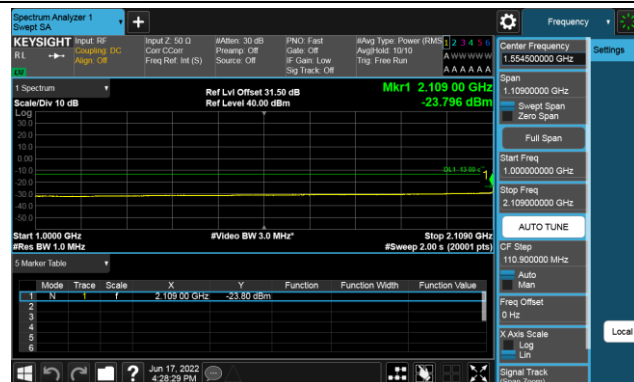 Spectrum Analyzer 1
Swept SA
Frequency
KEYSIGHT
RL
Input: RF
Coupling: DC
Align: Off
Input Z: 50 Ω
Corr CCorr
Freq Ref: Int (S)
#Atten: 30 dB
Preamp: Off
Source: Off
PNO: Fast
Gate: Off
IF Gain: Low
Sig Track: Off
#Avg Type: Power (RMS
Avg|Hold: 10/10
Trig: Free Run
1 2 3 4 5 6
A W W W W W
A A A A A A
1 Spectrum
Scale/Div 10 dB
Ref Lvl Offset 31.50 dB
Ref Level 40.00 dBm
Mkr1 2.109 00 GHz
-23.796 dBm
Log
30.0
20.0
10.0
0.00
-10.0
-20.0
-30.0
-40.0
-50.0
DL1 -13.00
1
Start 1.0000 GHz
#Res BW 1.0 MHz
#Video BW 3.0 MHz*
Stop 2.1090 GHz
#Sweep 2.00 s (20001 pts)
5 Marker Table
Mode Trace Scale X Y Function Function Width Function Value
1 N 1 f 2.109 00 GHz -23.80 dBm
2
3
4
5
6
Jun 17, 2022
4:28:29 PM
Center Frequency
1.554500000 GHz
Settings
Span
1.10900000 GHz
Swept Span
Zero Span
Full Span
Start Freq
1.000000000 GHz
Stop Freq
2.109000000 GHz
AUTO TUNE
CF Step
110.900000 MHz
Auto
Man
Freq Offset
0 Hz
X Axis Scale
Log
Lin
Local
Signal Track
(Span Zoom)